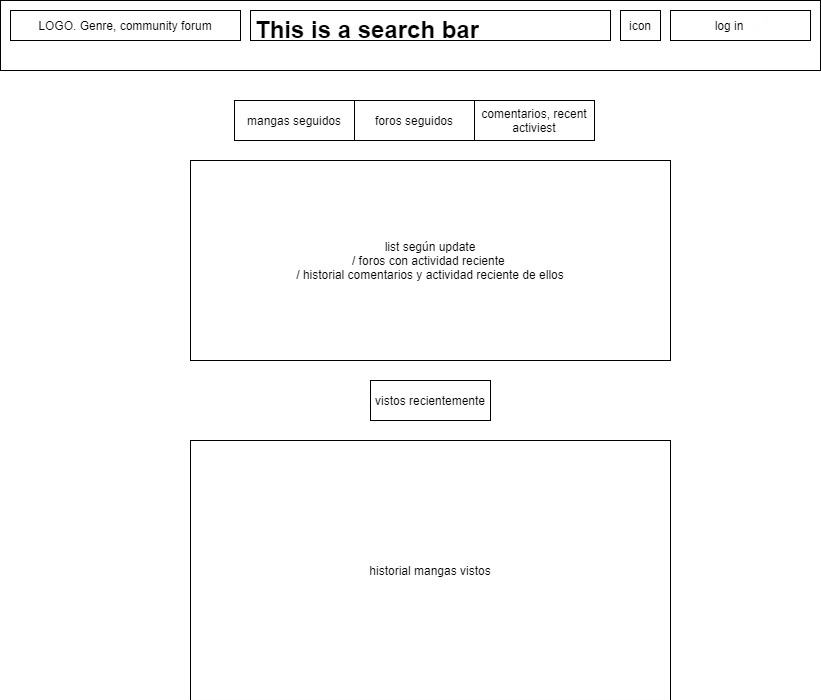 LOGO. Genre, community forum
This is a search bar
icon
log in
mangas seguidos
foros seguidos
comentarios, recent
activiest
list según update
/ foros con actividad reciente
/ historial comentarios y actividad reciente de ellos
vistos recientemente
historial mangas vistos